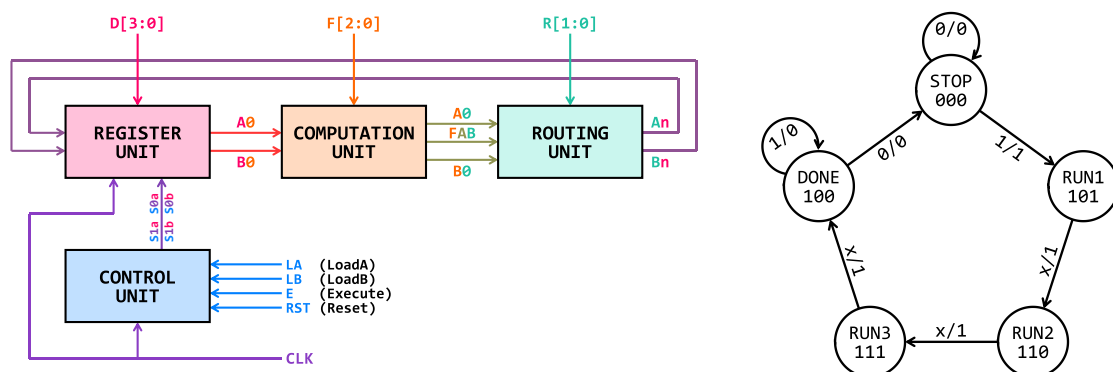 D[3:0]
F[2:0]
R[1:0]
REGISTER
UNIT
A0
B0
COMPUTATION
UNIT
A0
FAB
B0
ROUTING
UNIT
An
Bn
S1a S0a
S1b S0b
CONTROL
UNIT
LA (LoadA)
LB (LoadB)
E (Execute)
RST (Reset)
CLK
0/0
STOP
000
1/1
RUN1
101
x/1
RUN2
110
x/1
RUN3
111
x/1
DONE
100
1/0
0/0